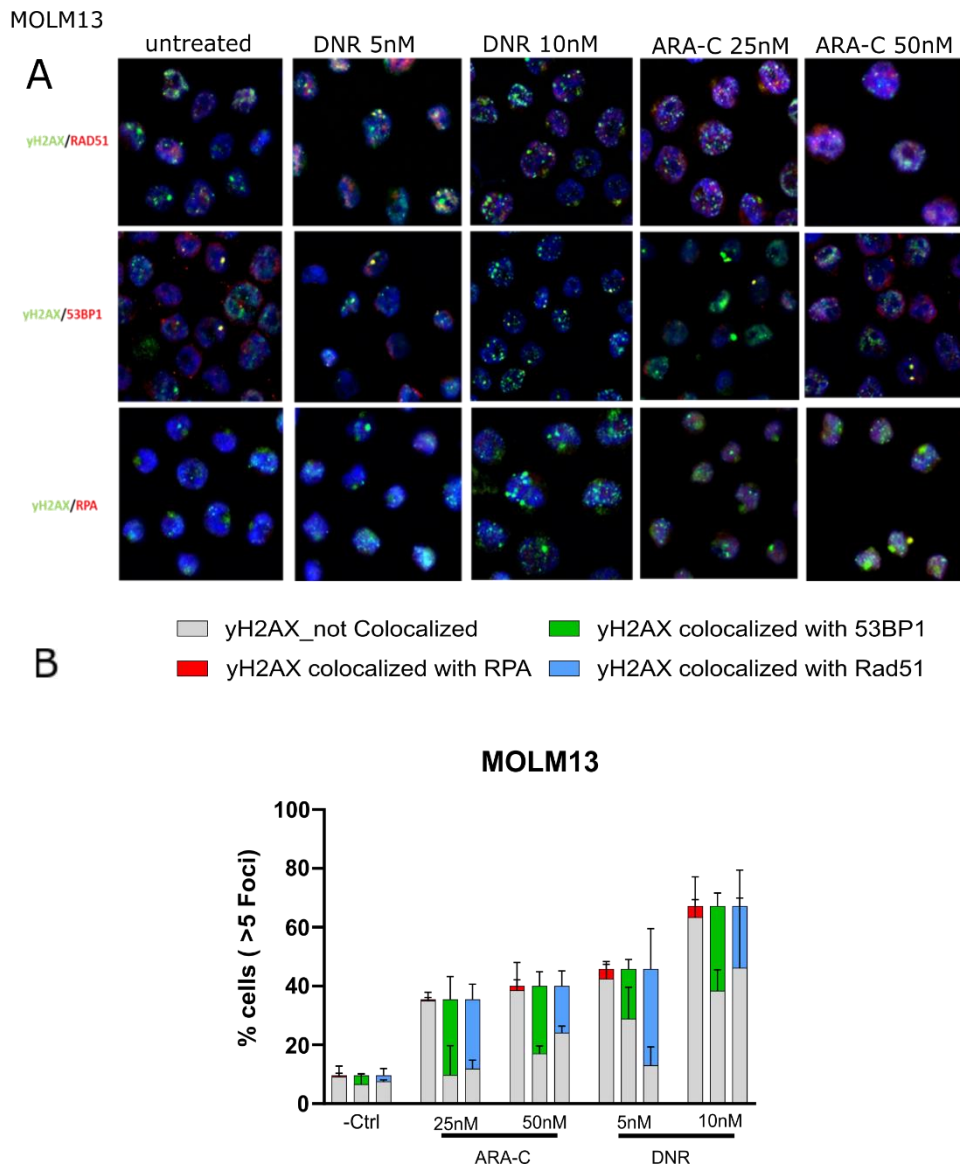 MOLM13
untreated DNR 5nM DNR 10nM ARA-C 25nM ARA-C 50nM
A
yH2AX/RAD51
yH2AX/53BP1
yH2AX/RPA
yH2AX_not Colocalized yH2AX colocalized with 53BP1
B
yH2AX colocalized with RPA yH2AX colocalized with Rad51
MOLM13
% cells ( >5 Foci)
100
80
60
40
20
0
-Ctrl 25nM 50nM 5nM 10nM
ARA-C DNR